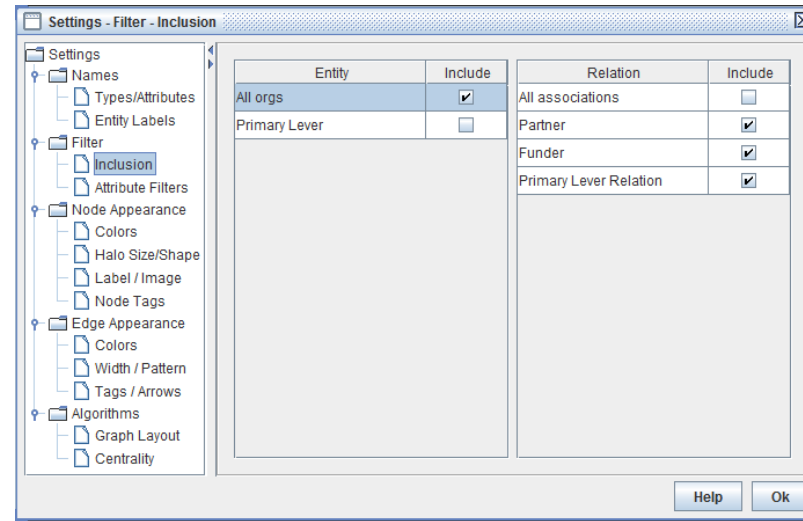 Settings - Filter - Inclusion
Settings
Names
Types/Attributes
Entity Labels
Filter
Inclusion
Attribute Filters
Node Appearance
Colors
Halo Size/Shape
Label / Image
Node Tags
Edge Appearance
Colors
Width / Pattern
Tags / Arrows
Algorithms
Graph Layout
Centrality
Entity Include
All orgs
Primary Lever
Relation Include
All associations
Partner
Funder
Primary Lever Relation
Help Ok